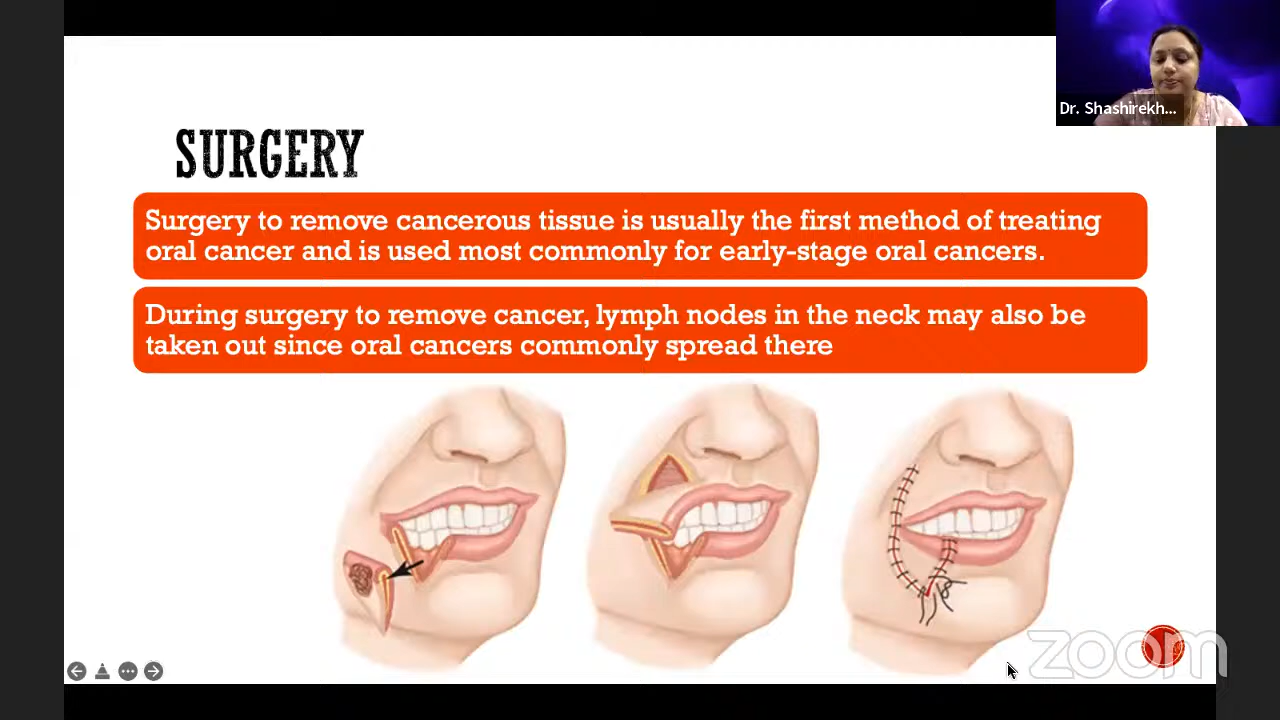 Dr. Shashirekh...
SURGERY
Surgery to remove cancerous tissue is usually the first method of treating
oral cancer and is used most commonly for early-stage oral cancers.
During surgery to remove cancer, lymph nodes in the neck may also be
taken out since oral cancers commonly spread there
zoom